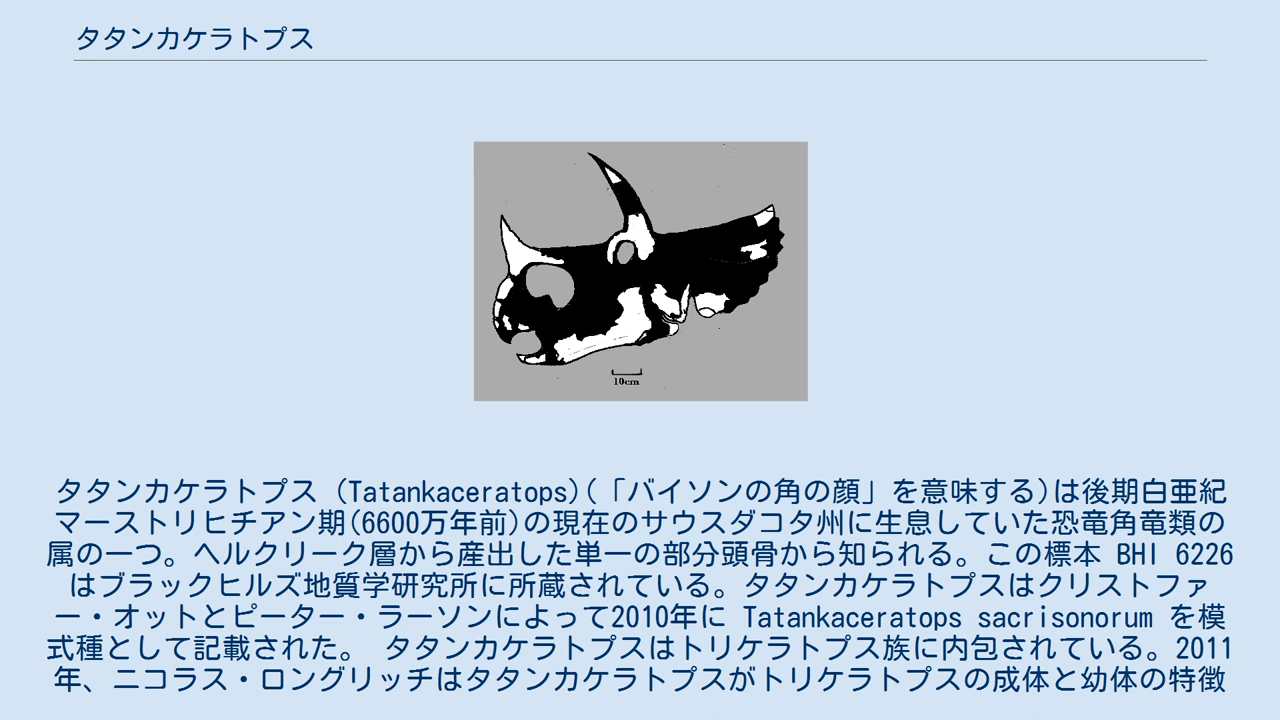 タタンカケラトプス
10cm
タタンカケラトプス (Tatankaceratops)(「バイソンの角の顔」を意味する)は後期白亜紀
マーストリヒチアン期(6600万年前)の現在のサウスダコタ州に生息していた恐竜角竜類の
属の一つ。ヘルクリーク層から産出した単一の部分頭骨から知られる。この標本 BHI 6226
はブラックヒルズ地質学研究所に所蔵されている。タタンカケラトプスはクリストファ
ー・オットとピーター・ラーソンによって2010年に Tatankaceratops sacrisonorum を模
式種として記載された。 タタンカケラトプスはトリケラトプス族に内包されている。2011
年、ニコラス・ロングリッチはタタンカケラトプスがトリケラトプスの成体と幼体の特徴